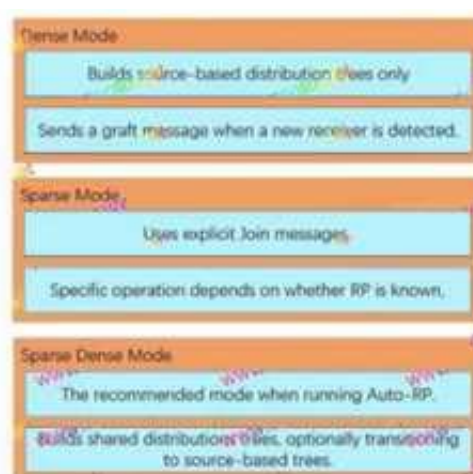 Dense Mode
Builds source-based distribution trees only
Sends a graft message when a new receiver is detected.
Sparse Mode
Uses explicit Join messages.
Specific operation depends on whether RP is known.
Sparse Dense Mode
The recommended mode when running Auto-RP.
Builds shared distributions trees, optionally transitioning
to source-based trees.